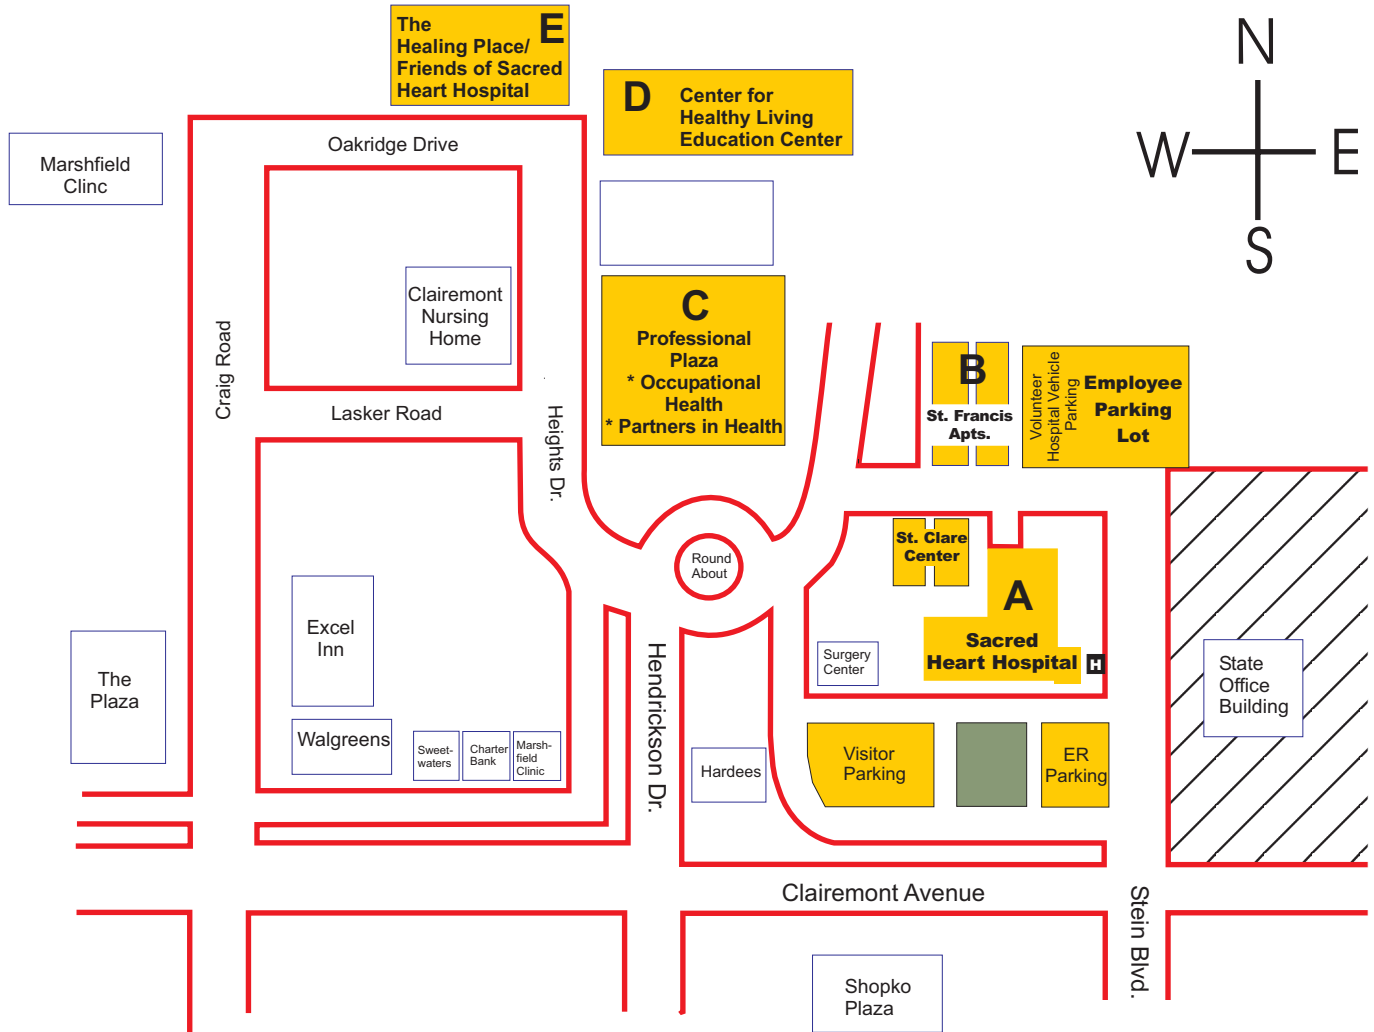 The
Healing Place/
Friends of Sacred
Heart Hospital
E
D
Center for
Healthy Living
Education Center
N
W
E
S
Marshfield
Clinc
Oakridge Drive
Clairemont
Nursing
Home
C
Professional
Plaza
* Occupational
Health
* Partners in Health
Craig Road
Lasker Road
Heights Dr.
B
St. Francis
Apts.
Volunteer
Hospital Vehicle
Parking
Employee
Parking
Lot
Round
About
St. Clare
Center
A
Sacred
Heart Hospital
H
Surgery
Center
Excel
Inn
The
Plaza
State
Office
Building
Hendrickson Dr.
Walgreens
Sweet-
waters
Charter
Bank
Marsh-
field
Clinic
Hardees
Visitor
Parking
ER
Parking
Clairemont Avenue
Stein Blvd.
Shopko
Plaza